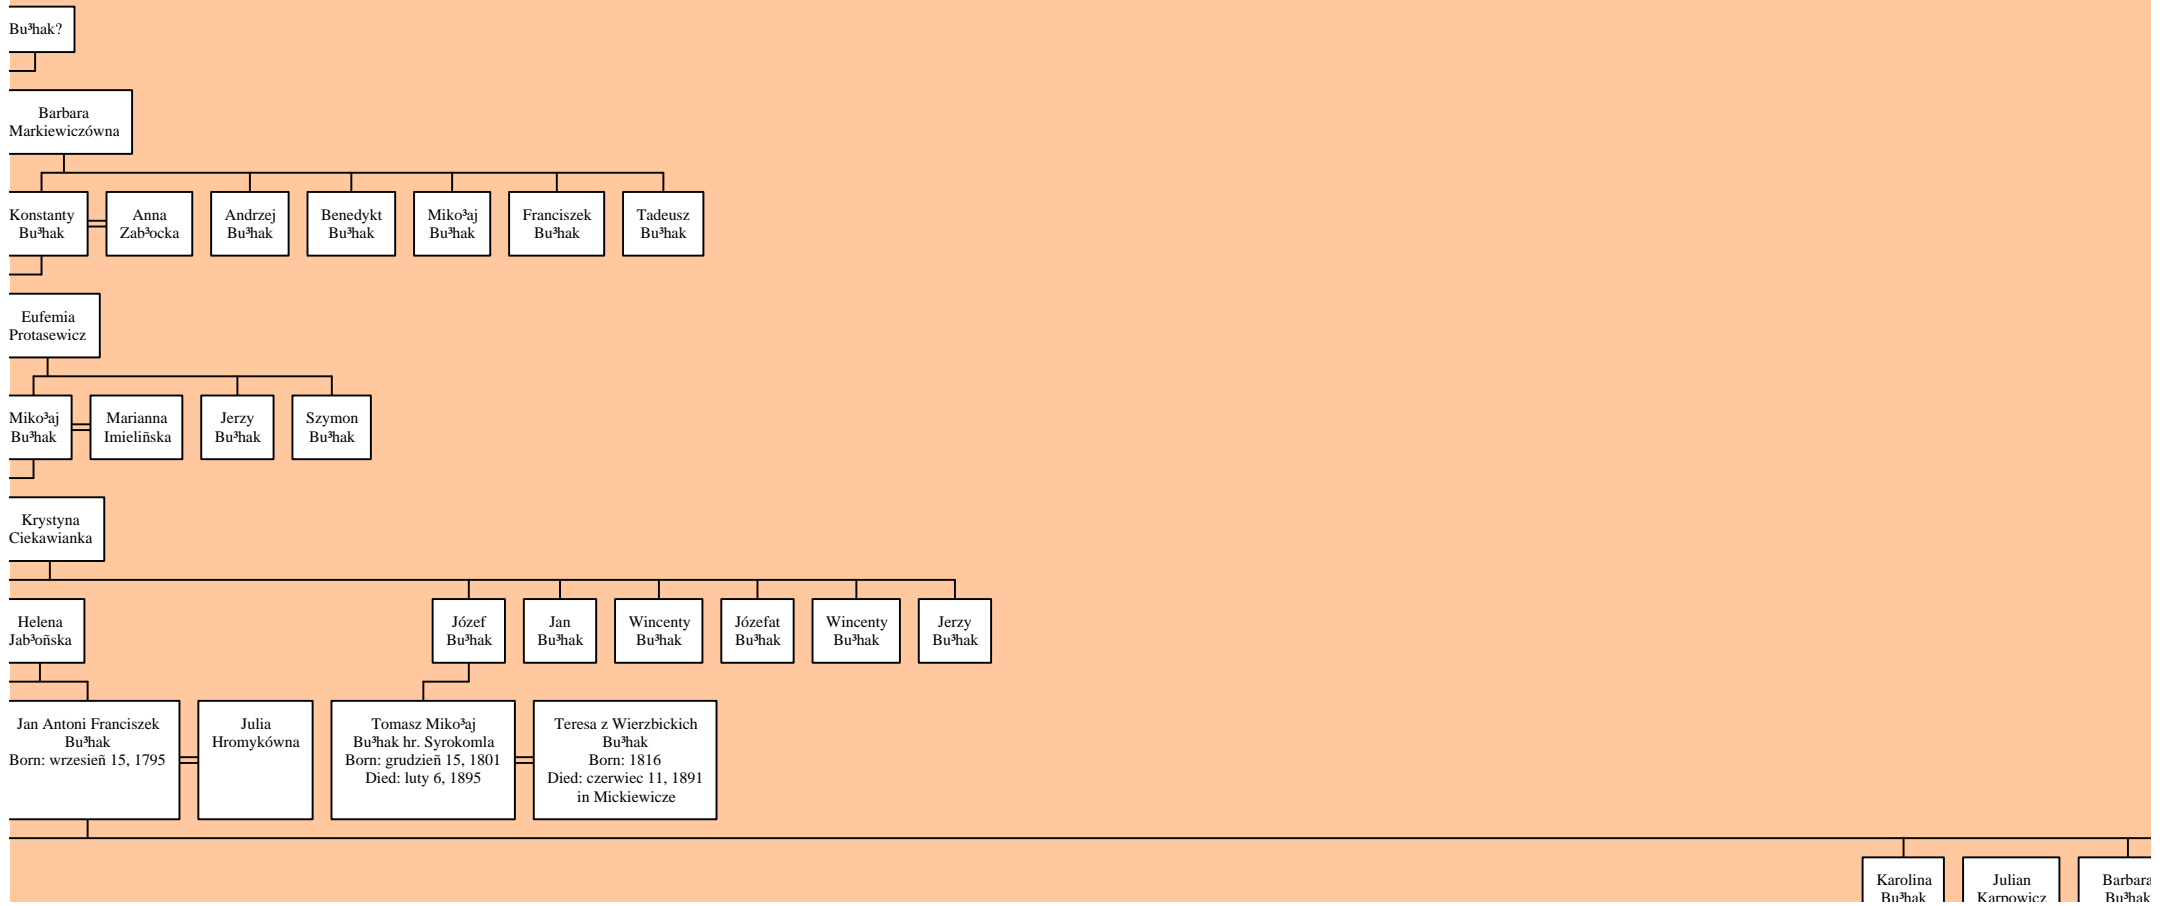 Bu³hak?
Barbara
Markiewiczówna
Konstanty
Bu³hak
Anna
Zab³ocka
Andrzej
Bu³hak
Benedykt
Bu³hak
Miko³aj
Bu³hak
Franciszek
Bu³hak
Tadeusz
Bu³hak
Eufemia
Protasewicz
Miko³aj
Bu³hak
Marianna
Imieliñska
Jerzy
Bu³hak
Szymon
Bu³hak
Krystyna
Ciekawianka
Helena
Jab³oñska
Józef
Bu³hak
Jan
Bu³hak
Wincenty
Bu³hak
Józefat
Bu³hak
Wincenty
Bu³hak
Jerzy
Bu³hak
Jan Antoni Franciszek
Bu³hak
Born: wrzesieñ 15, 1795
Julia
Hromykówna
Tomasz Miko³aj
Bu³hak hr. Syrokomla
Born: grudzieñ 15, 1801
Died: luty 6, 1895
Teresa z Wierzbickich
Bu³hak
Born: 1816
Died: czerwiec 11, 1891
in Mickiewicze
Karolina
Bu³hak
Julian
Karpowicz
Barbara
Bu³hak